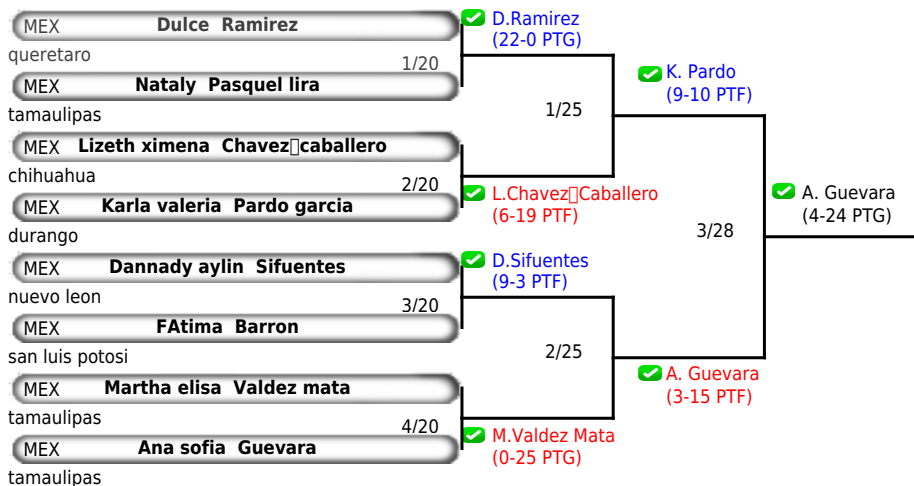 MEX Dulce Ramirez
queretaro
1/20
MEX Nataly Pasquel lira
tamaulipas
MEX Lizeth ximena Chavez▯caballero
chihuahua
2/20
MEX Karla valeria Pardo garcia
durango
MEX Dannady aylin Sifuentes
nuevo leon
3/20
MEX FAtima Barron
san luis potosi
MEX Martha elisa Valdez mata
tamaulipas
4/20
MEX Ana sofia Guevara
tamaulipas
D.Ramirez
(22-0 PTG)
1/25
L.Chavez▯Caballero
(6-19 PTF)
D.Sifuentes
(9-3 PTF)
2/25
M.Valdez Mata
(0-25 PTG)
K. Pardo
(9-10 PTF)
3/28
A. Guevara
(3-15 PTF)
A. Guevara
(4-24 PTG)